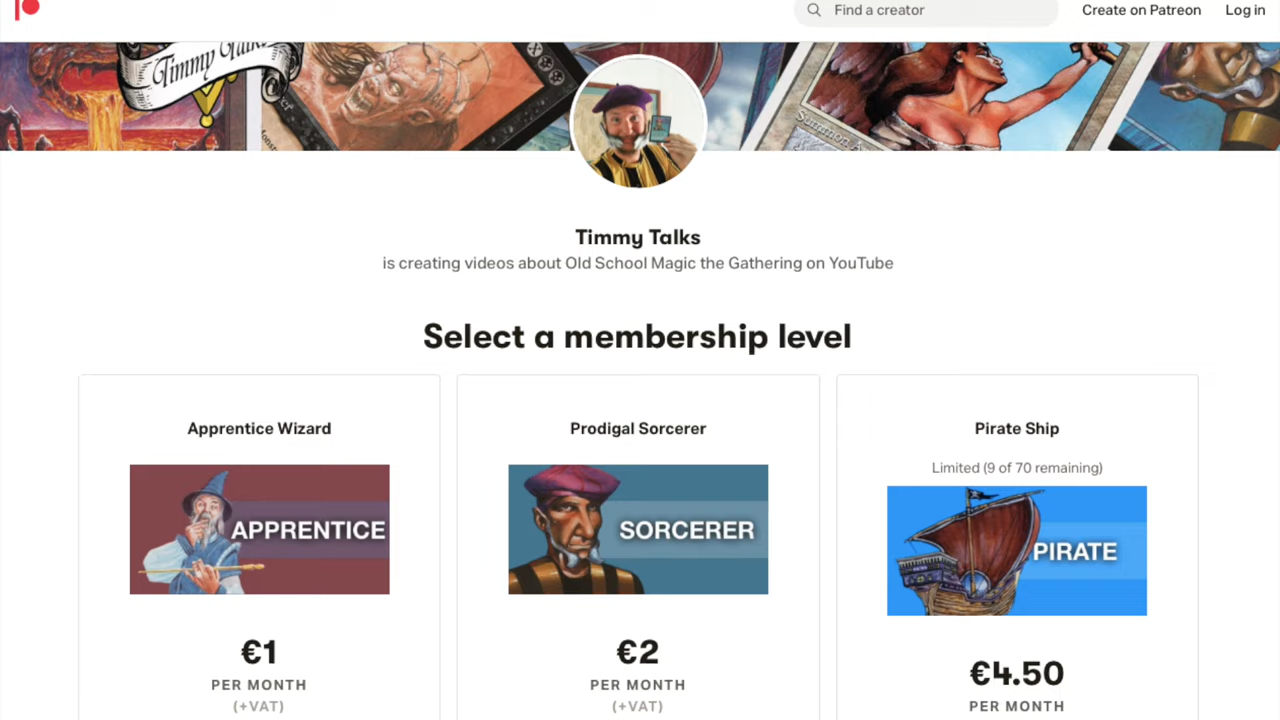 Find a creator
Create on Patreon
Log in
Timmy Talks
Summon A
Timmy Talks
is creating videos about Old School Magic the Gathering on YouTube
Select a membership level
Apprentice Wizard
Prodigal Sorcerer
Pirate Ship
Limited (9 of 70 remaining)
APPRENTICE
SORCERER
PIRATE
€1
€2
€4.50
PER MONTH
PER MONTH
PER MONTH
(+VAT)
(+VAT)